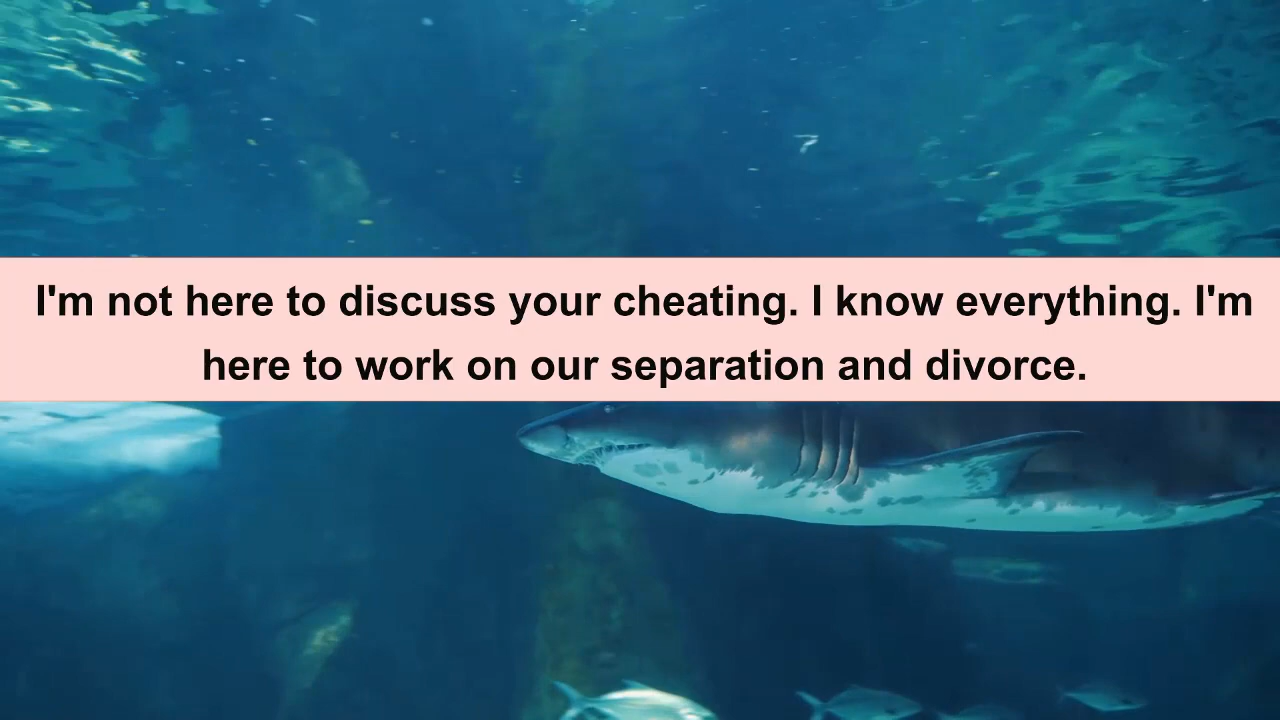 I'm not here to discuss your cheating. I know everything. I'm
here to work on our separation and divorce.